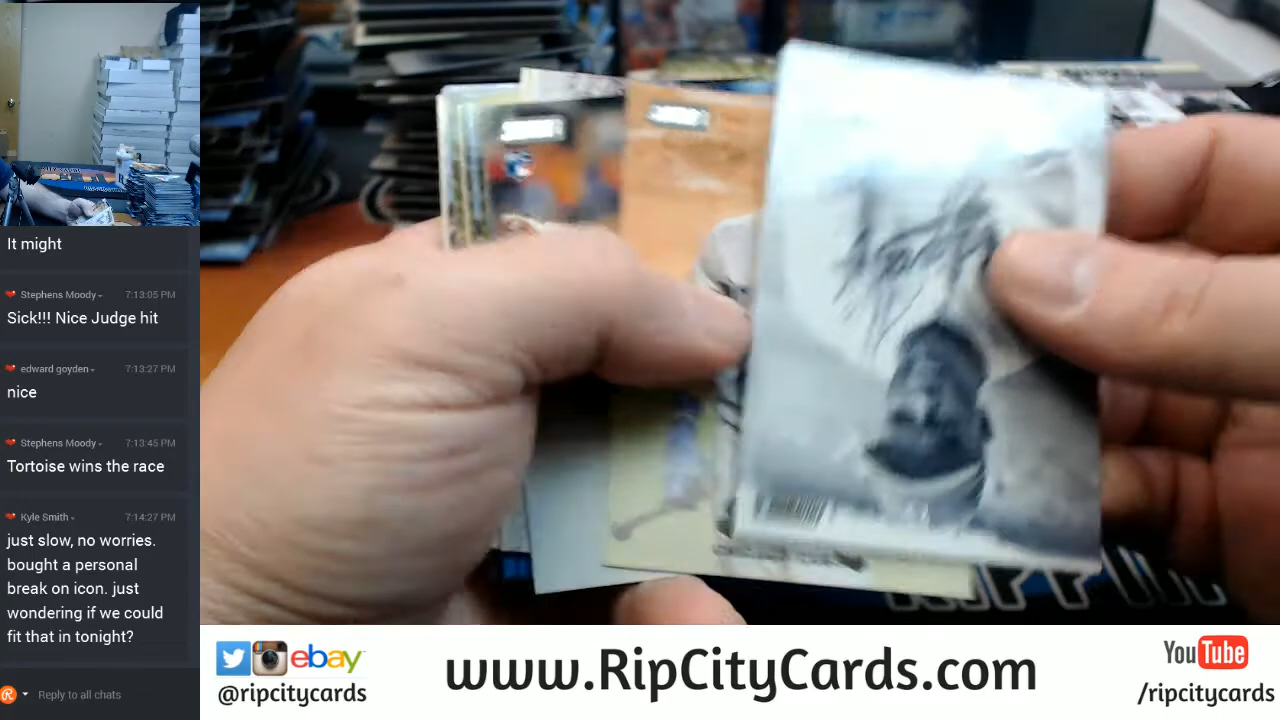 It might
Stephens Moody 7:13:05 PM
Sick!!! Nice Judge hit
edward goyden 7:13:27 PM
nice
Stephens Moody 7:13:45 PM
Tortoise wins the race
Kyle Smith 7:14:27 PM
just slow, no worries.
bought a personal
break on icon. just
wondering if we could
fit that in tonight?
Reply to all chats
ebay
@ripcitycards
www.RipCityCards.com
YouTube
/ripcitycards